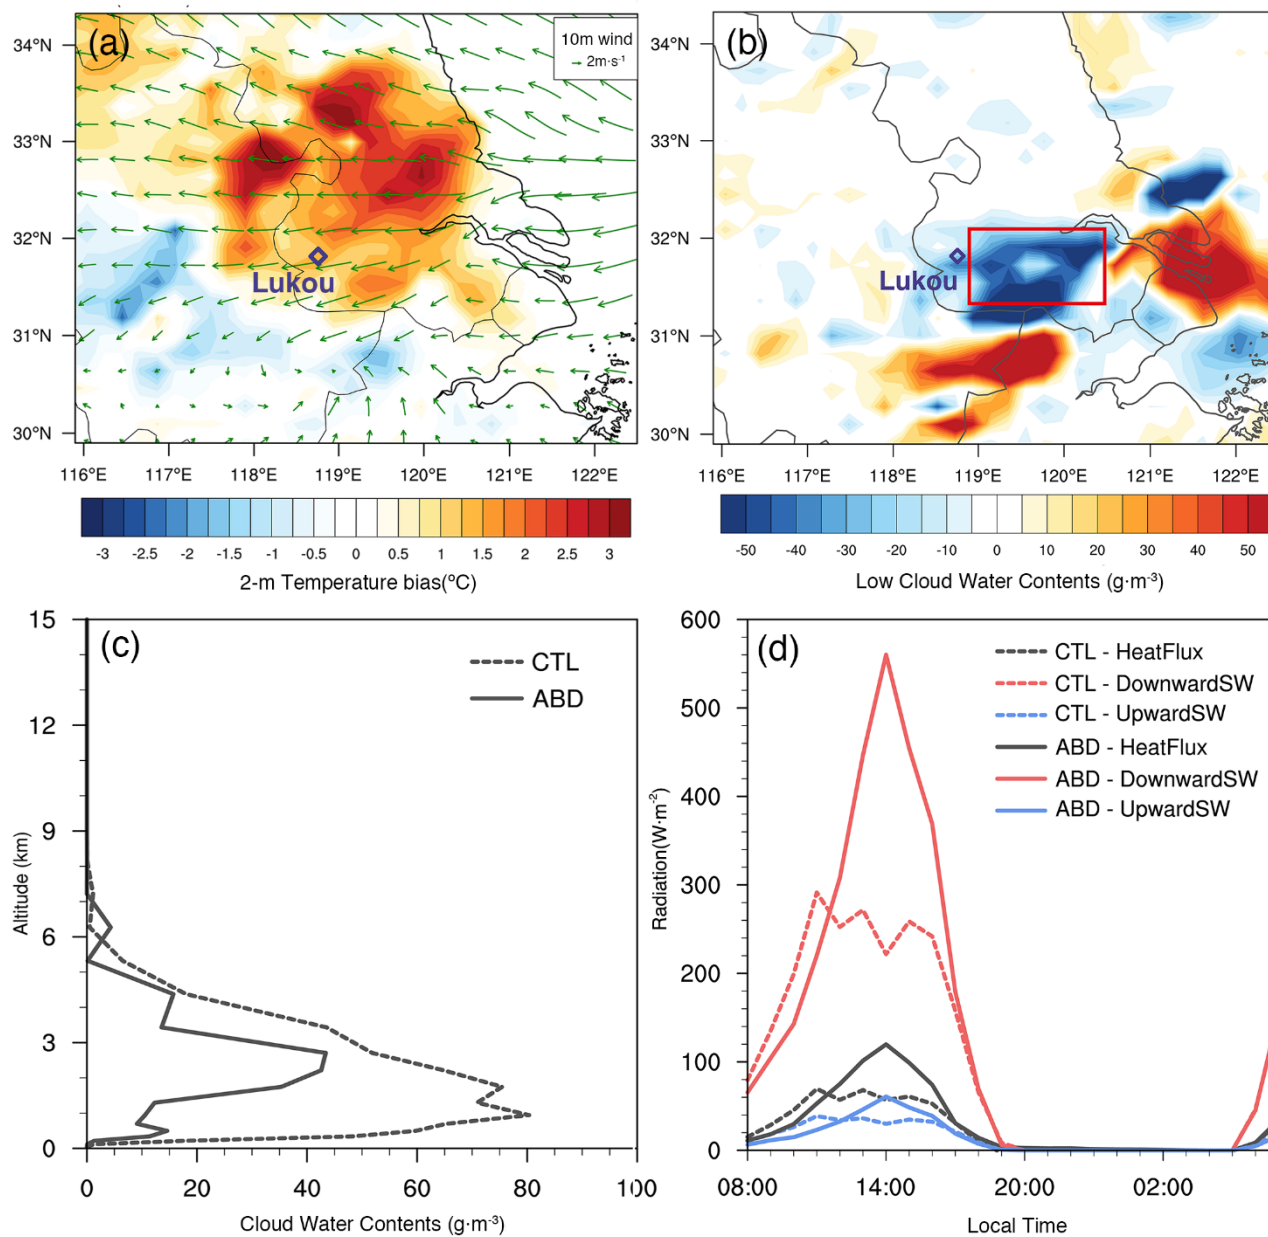 (a)
10m wind
2m·s-1
34°N
33°N
32°N
31°N
30°N
Lukou
116°E 117°E 118°E 119°E 120°E 121°E 122°E
-3 -2.5 -2 -1.5 -1 -0.5 0 0.5 1 1.5 2 2.5 3
2-m Temperature bias(ºC)
(b)
34°N
33°N
32°N
31°N
30°N
Lukou
116°E 117°E 118°E 119°E 120°E 121°E 122°E
-50 -40 -30 -20 -10 0 10 20 30 40 50
Low Cloud Water Contents (g·m-3)
(c)
CTL
ABD
15
12
9
6
3
0
Altitude (km)
0 20 40 60 80 100
Cloud Water Contents (g·m-3)
(d)
CTL - HeatFlux
CTL - DownwardSW
CTL - UpwardSW
ABD - HeatFlux
ABD - DownwardSW
ABD - UpwardSW
600
500
400
300
200
100
0
Radiation(W·m-2)
08:00 14:00 20:00 02:00
Local Time